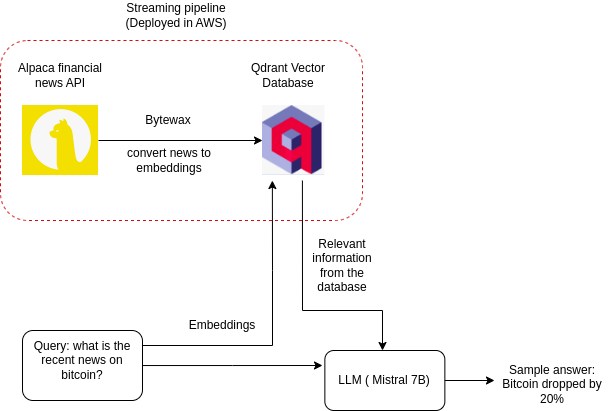 Streaming pipeline
(Deployed in AWS)
Alpaca financial
news API
Qdrant Vector
Database
Bytewax
convert news to
embeddings
Relevant
information
from the
database
Embeddings
Query: what is the
recent news on
bitcoin?
LLM ( Mistral 7B)
Sample answer:
Bitcoin dropped by
20%